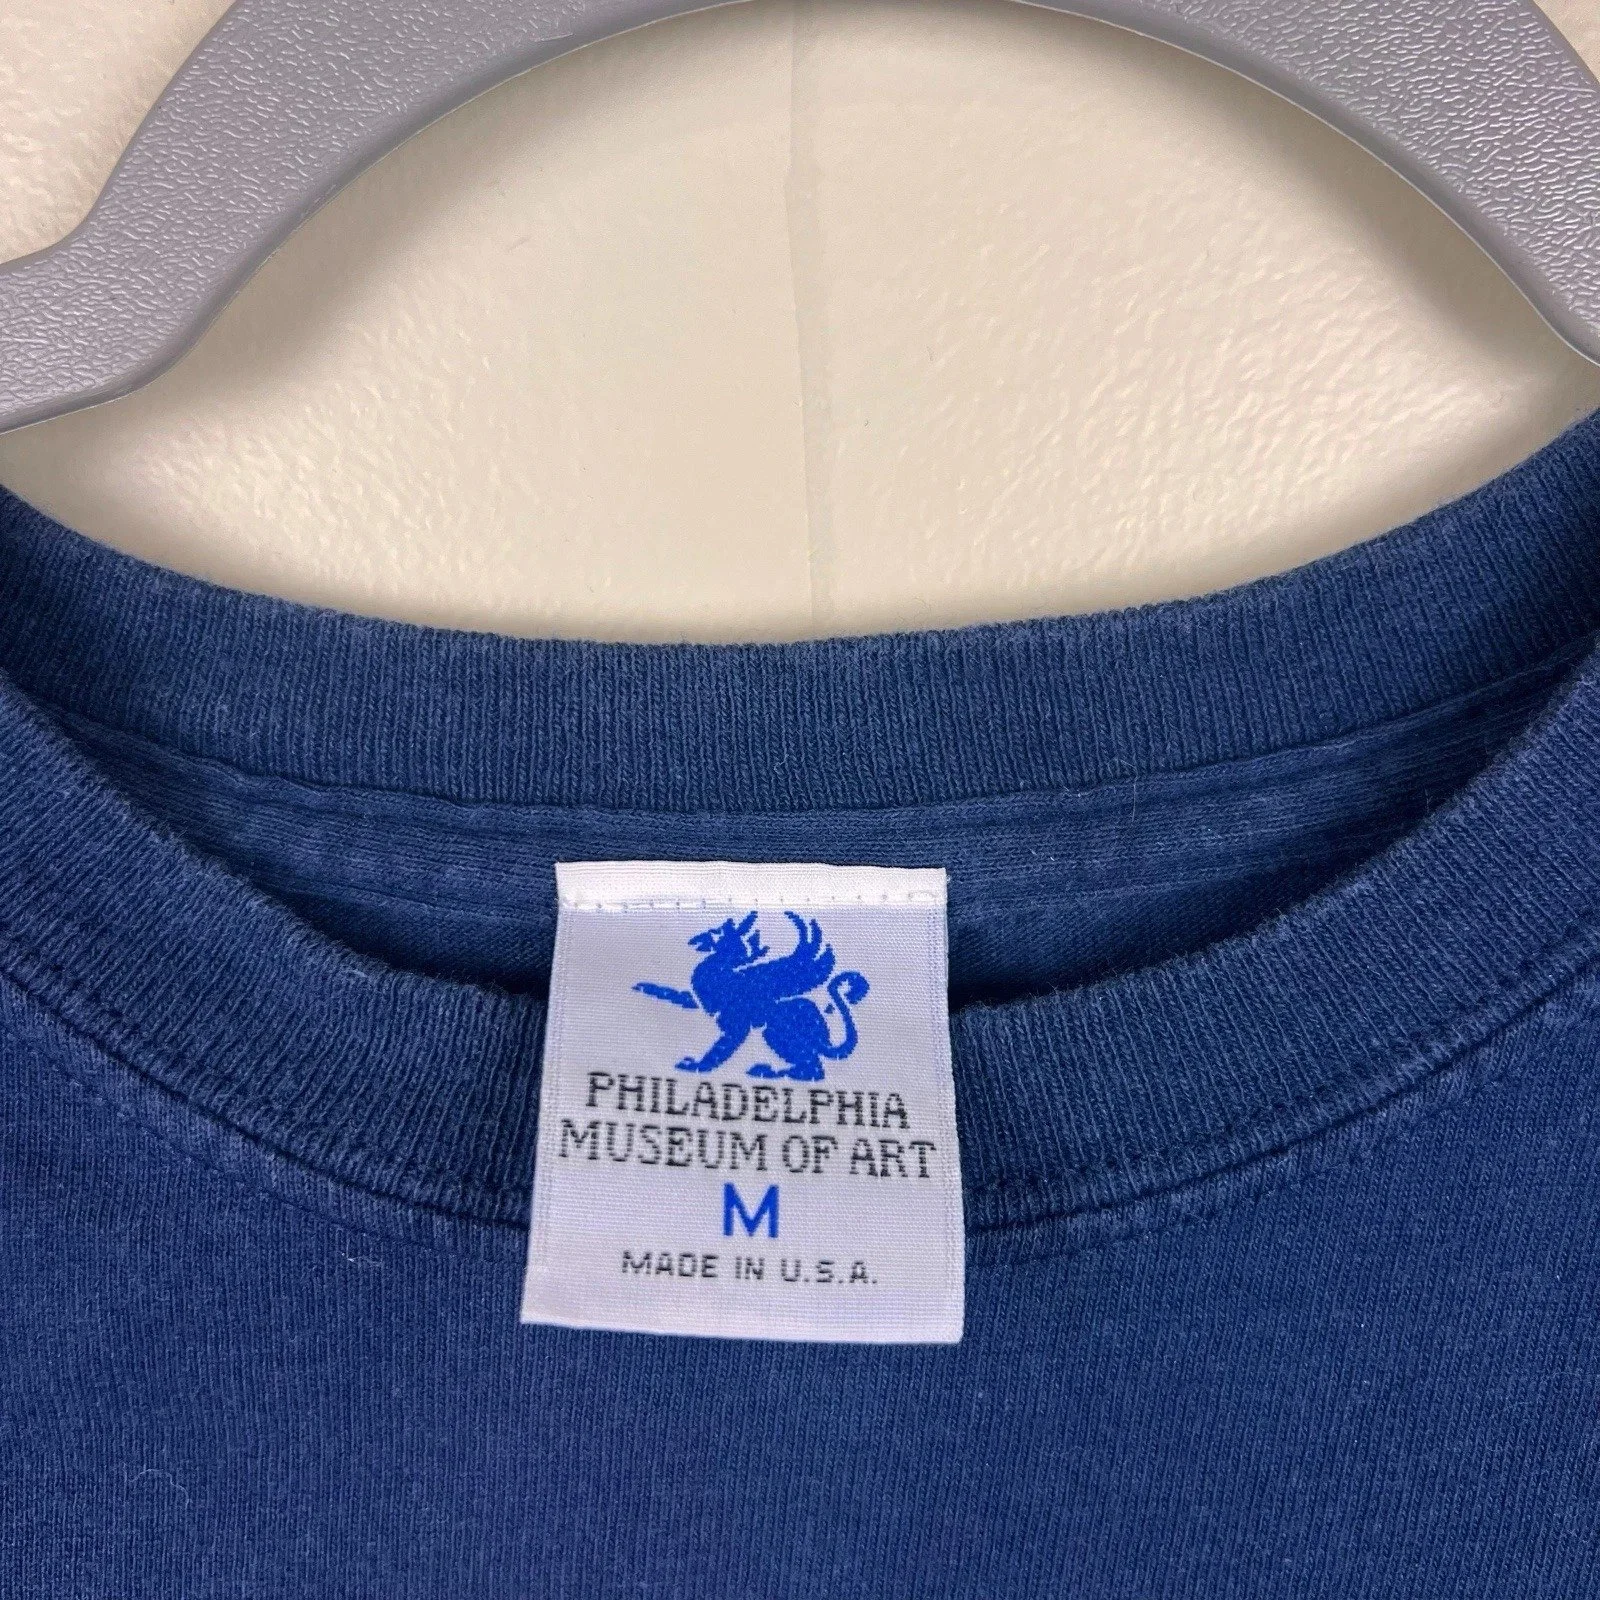 PHILADELPHIA
MUSEUM OF ART
M
MADE IN U.S.A.